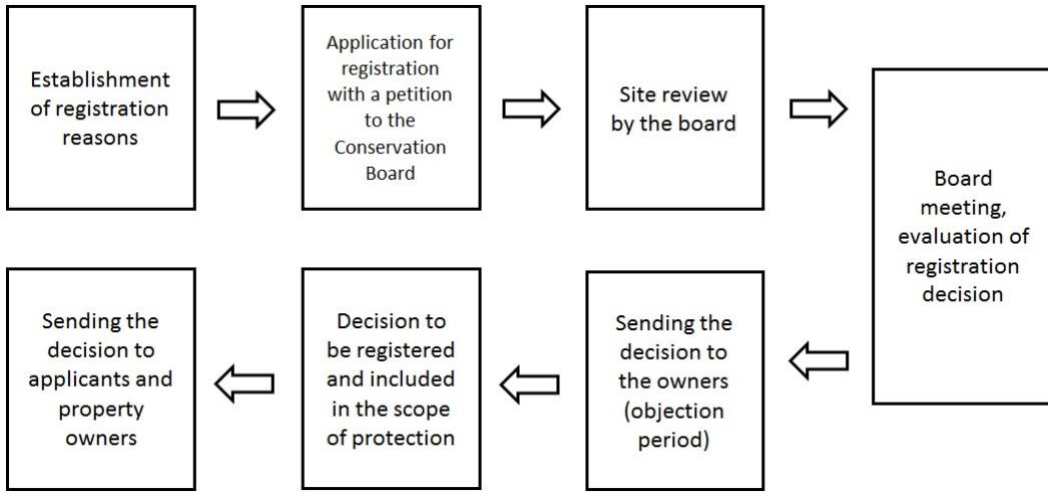 Establishment
of registration
reasons
Application for
registration
with a petition
to the
Conservation
Board
Site review
by the board
Board
meeting,
evaluation of
registration
decision
Sending the
decision to
the owners
(objection
period)
Decision to
be registered
and included
in the scope
of protection
Sending the
decision to
applicants and
property
owners